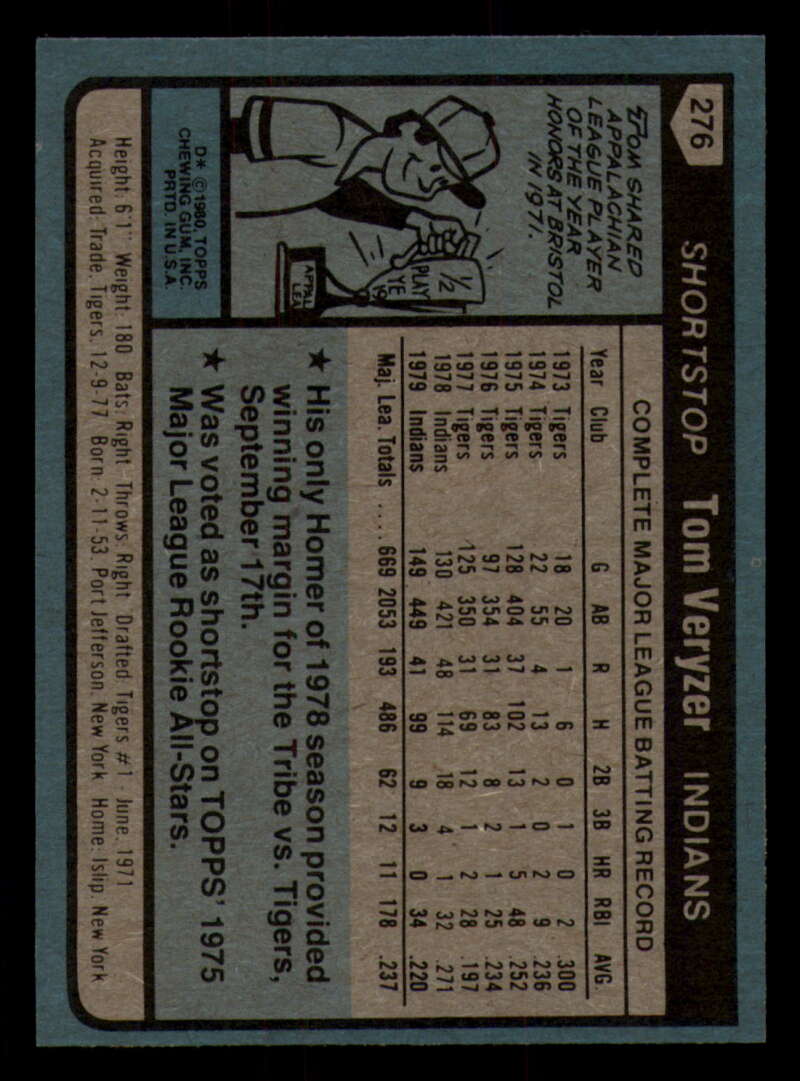 276
SHORTSTOP Tom Veryzer INDIANS
TOM SHARED
APPALACHIAN
LEAGUE PLAYER
OF THE YEAR
HONORS AT BRISTOL
IN 1971.
½
PLAY
YE
19
APPAL
LEA
D* © 1980, TOPPS
CHEWING GUM, INC.
PRTD. IN U.S.A.
COMPLETE MAJOR LEAGUE BATTING RECORD
Year Club G AB R H 2B 3B HR RBI AVG.
1973 Tigers 18 20 1 6 0 1 0 2 .300
1974 Tigers 22 55 4 13 2 0 2 9 .236
1975 Tigers 128 404 37 102 13 1 5 48 .252
1976 Tigers 97 354 31 83 8 2 1 25 .234
1977 Tigers 125 350 31 69 12 1 2 28 .197
1978 Indians 130 421 48 114 18 4 1 32 .271
1979 Indians 149 449 41 99 9 3 0 34 .220
Maj. Lea. Totals .... 669 2053 193 486 62 12 11 178 .237
★ His only Homer of 1978 season provided
winning margin for the Tribe vs. Tigers,
September 17th.
★ Was voted as shortstop on TOPPS' 1975
Major League Rookie All-Stars.
Height: 6'1" Weight: 180 Bats: Right Throws: Right Drafted: Tigers #1 - June, 1971
Acquired: Trade, Tigers, 12-9-77 Born: 2-11-53, Port Jefferson, New York Home: Islip, New York